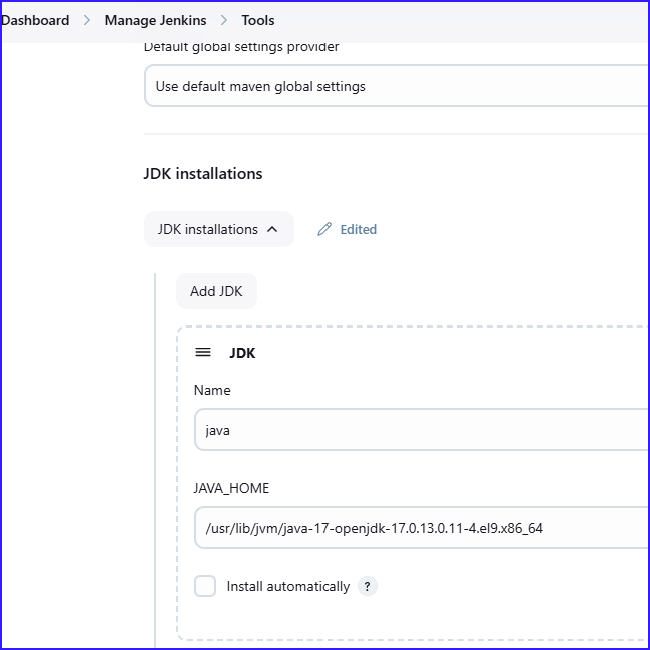 Dashboard > Manage Jenkins > Tools
Default global settings provider
Use default maven global settings
JDK installations
JDK installations
Edited
Add JDK
JDK
Name
java
JAVA_HOME
/usr/lib/jvm/java-17-openjdk-17.0.13.0.11-4.el9.x86_64
Install automatically ?